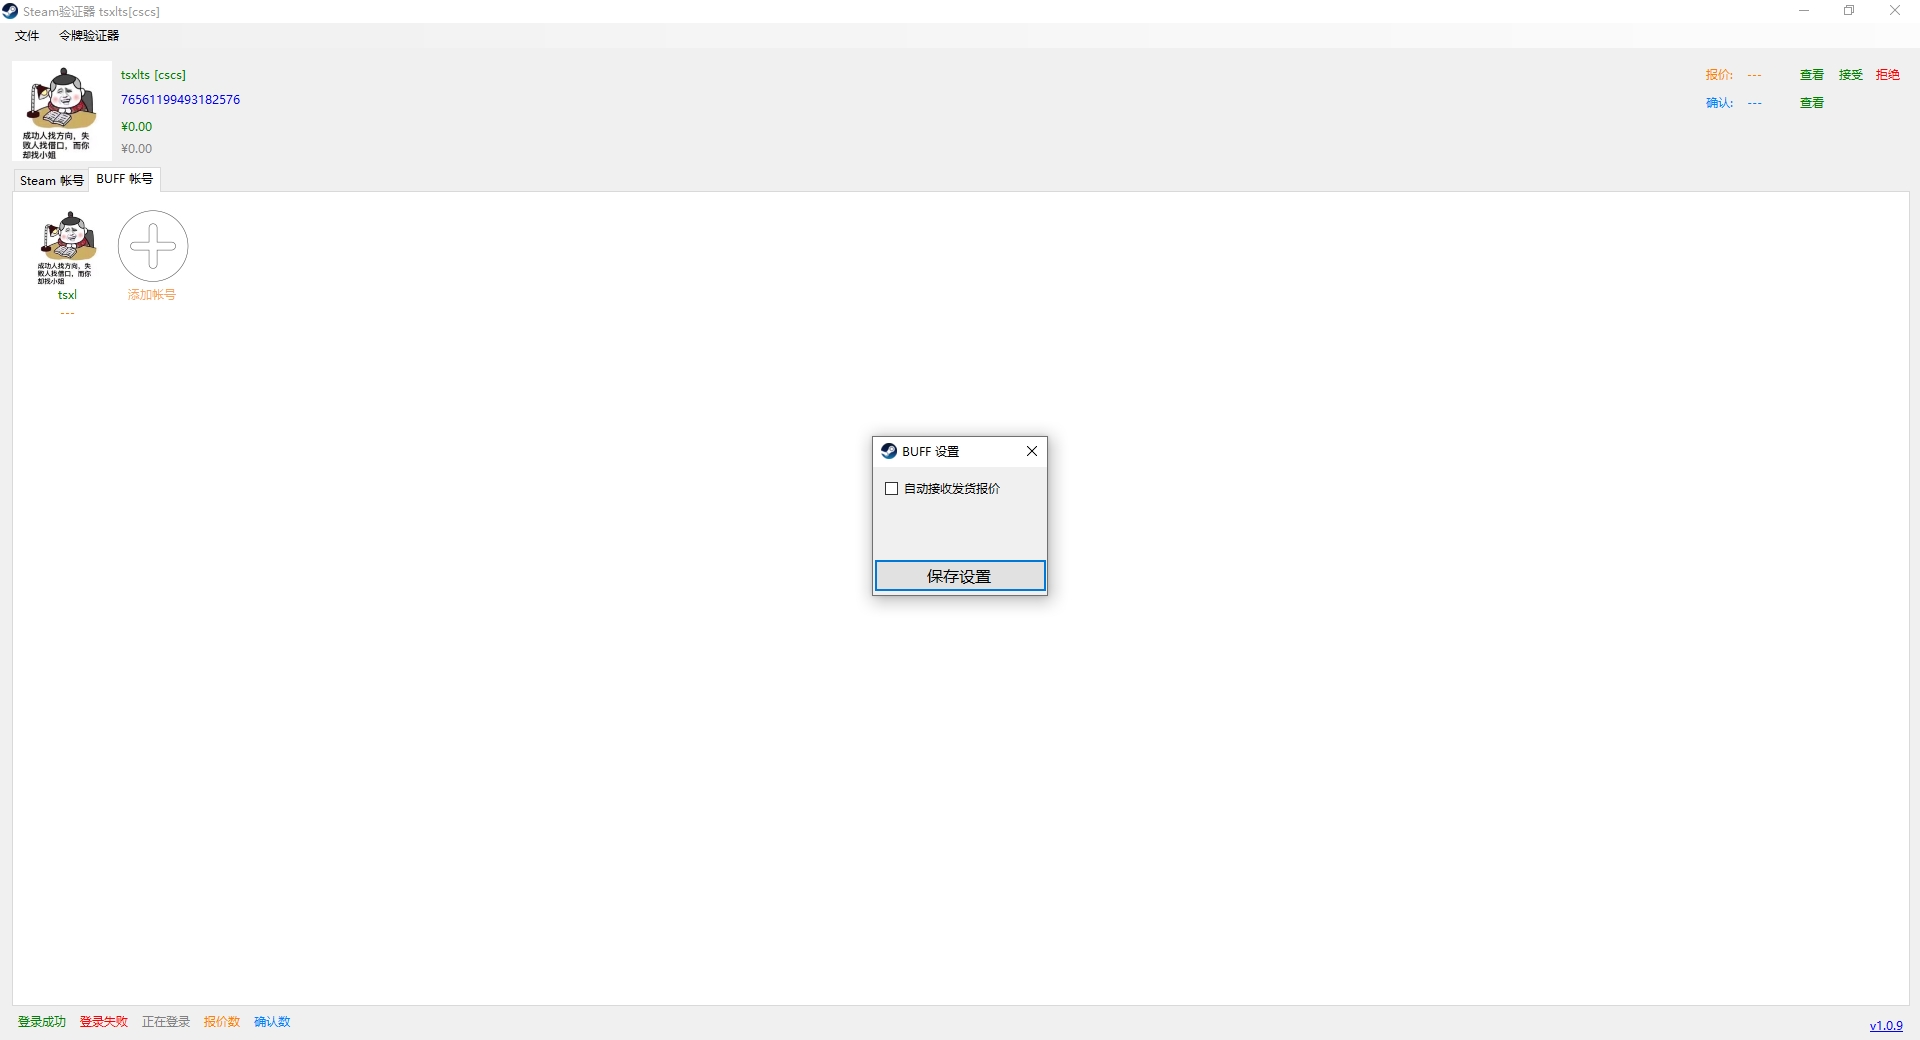 Steam验证器 tsxlts[cscs]
文件 令牌验证器
tsxlts [cscs]
报价: --- 查看 接受 拒绝
76561199493182576
确认: --- 查看
¥0.00
¥0.00
成功人找方向，失
败人找借口，而你
却找小姐
Steam 帐号 BUFF 帐号
成功人找方向，失
败人找借口，而你
却找小姐
tsxl
---
添加帐号
BUFF 设置
自动接收发货报价
保存设置
登录成功 登录失败 正在登录 报价数 确认数
v1.0.9